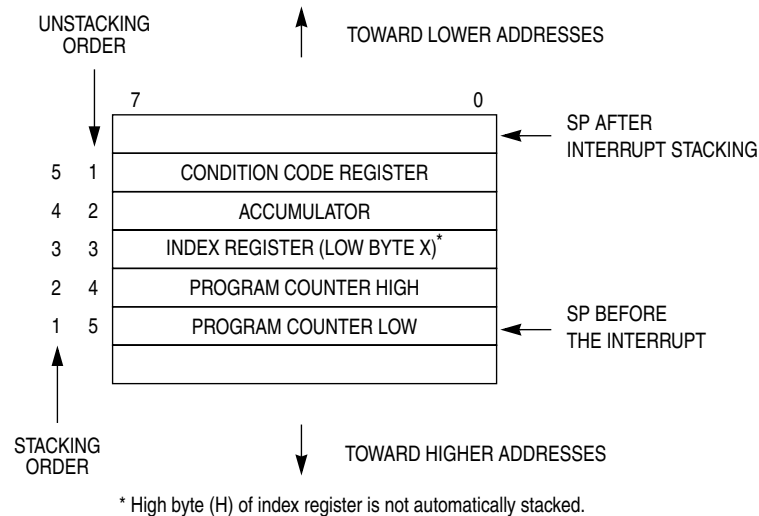 UNSTACKING
ORDER
TOWARD LOWER ADDRESSES
7 0
SP AFTER
INTERRUPT STACKING
5 1 CONDITION CODE REGISTER
4 2 ACCUMULATOR
3 3 INDEX REGISTER (LOW BYTE X)*
2 4 PROGRAM COUNTER HIGH
1 5 PROGRAM COUNTER LOW
SP BEFORE
THE INTERRUPT
STACKING
ORDER
TOWARD HIGHER ADDRESSES
* High byte (H) of index register is not automatically stacked.